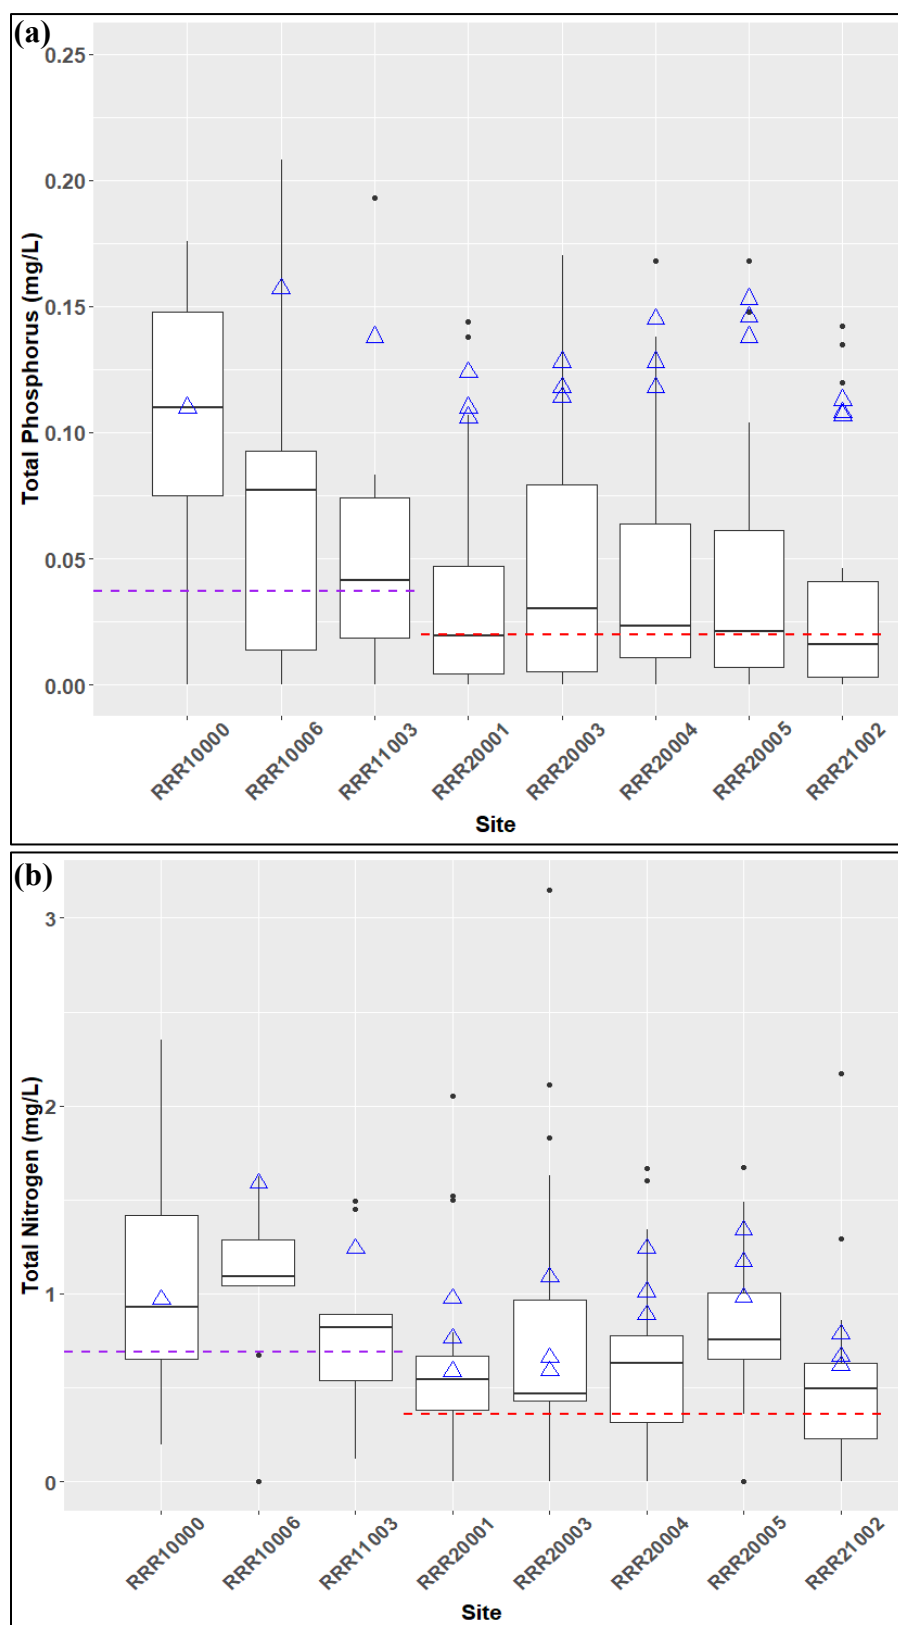 (a)
Total Phosphorus (mg/L)
0.25
0.20
0.15
0.10
0.05
0.00
RRR10000 RRR10006 RRR11003 RRR20001 RRR20003 RRR20004 RRR20005 RRR21002
Site
(b)
Total Nitrogen (mg/L)
3
2
1
0
RRR10000 RRR10006 RRR11003 RRR20001 RRR20003 RRR20004 RRR20005 RRR21002
Site